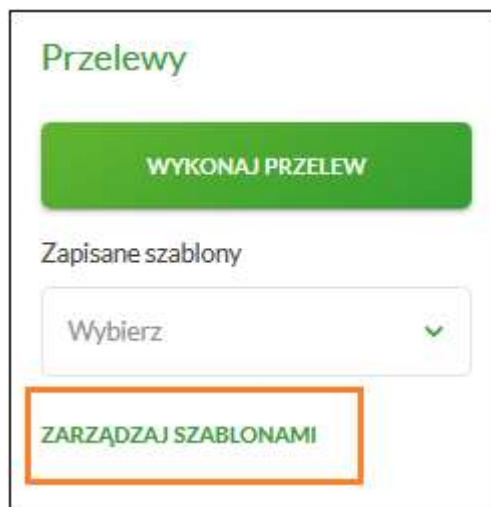 Przelewy
WYKONAJ PRZELEW
Zapisane szablony
Wybierz
ZARZĄDZAJ SZABLONAMI